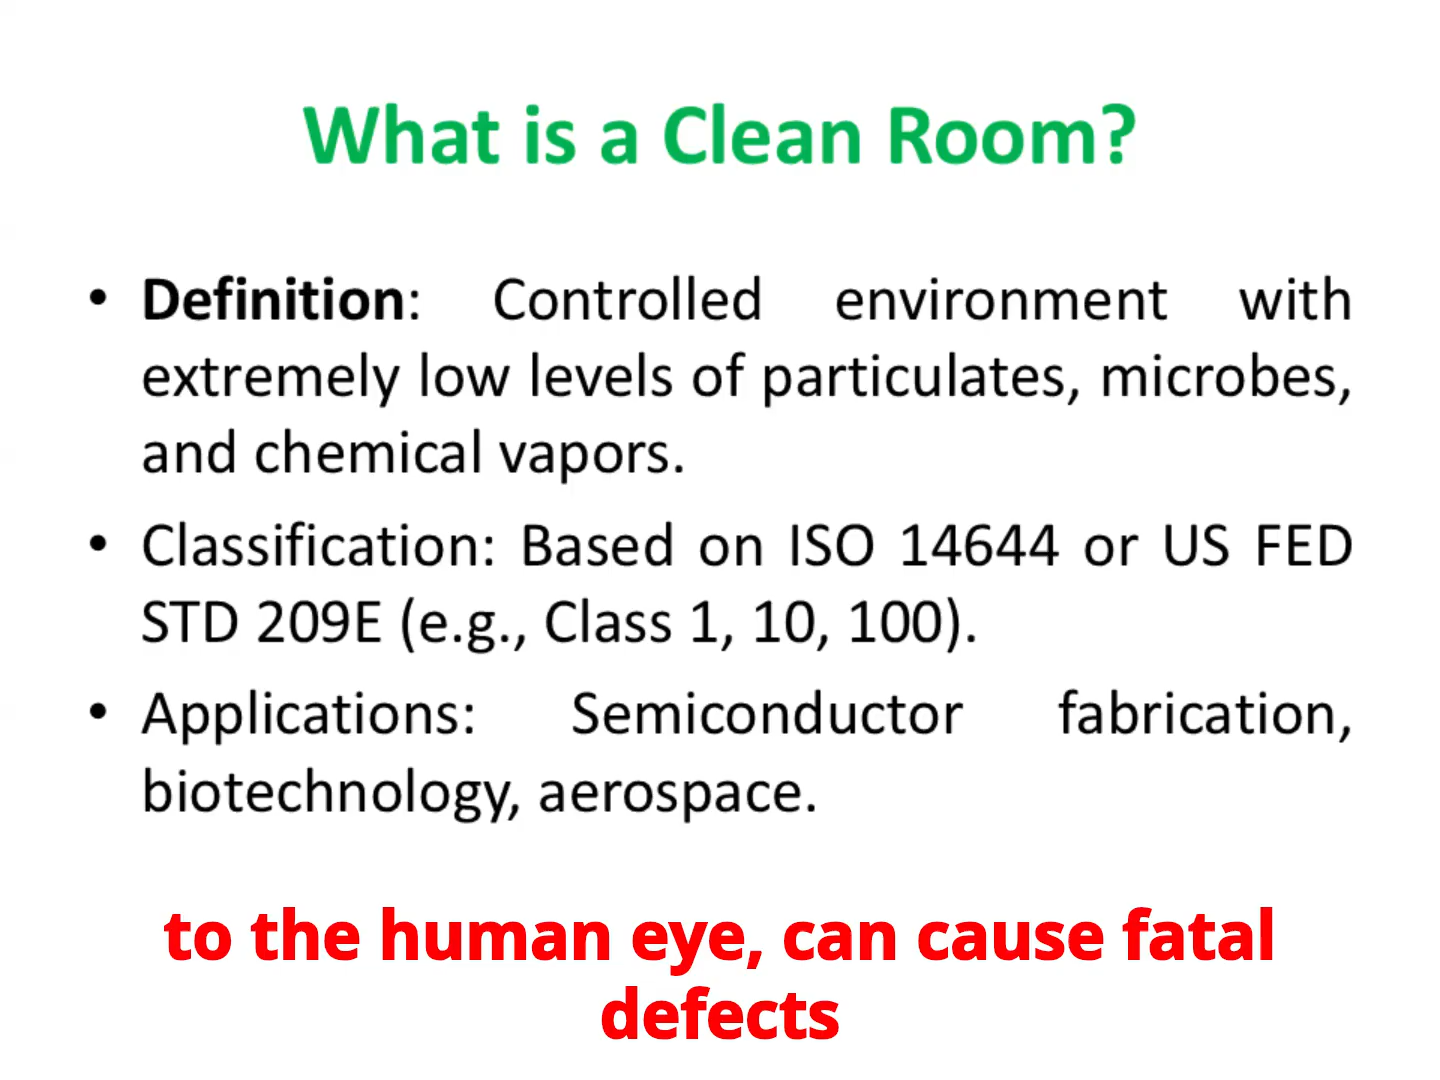 What is a Clean Room?
• Definition: Controlled environment with
extremely low levels of particulates, microbes,
and chemical vapors.
• Classification: Based on ISO 14644 or US FED
STD 209E (e.g., Class 1, 10, 100).
• Applications: Semiconductor fabrication,
biotechnology, aerospace.
to the human eye, can cause fatal
defects